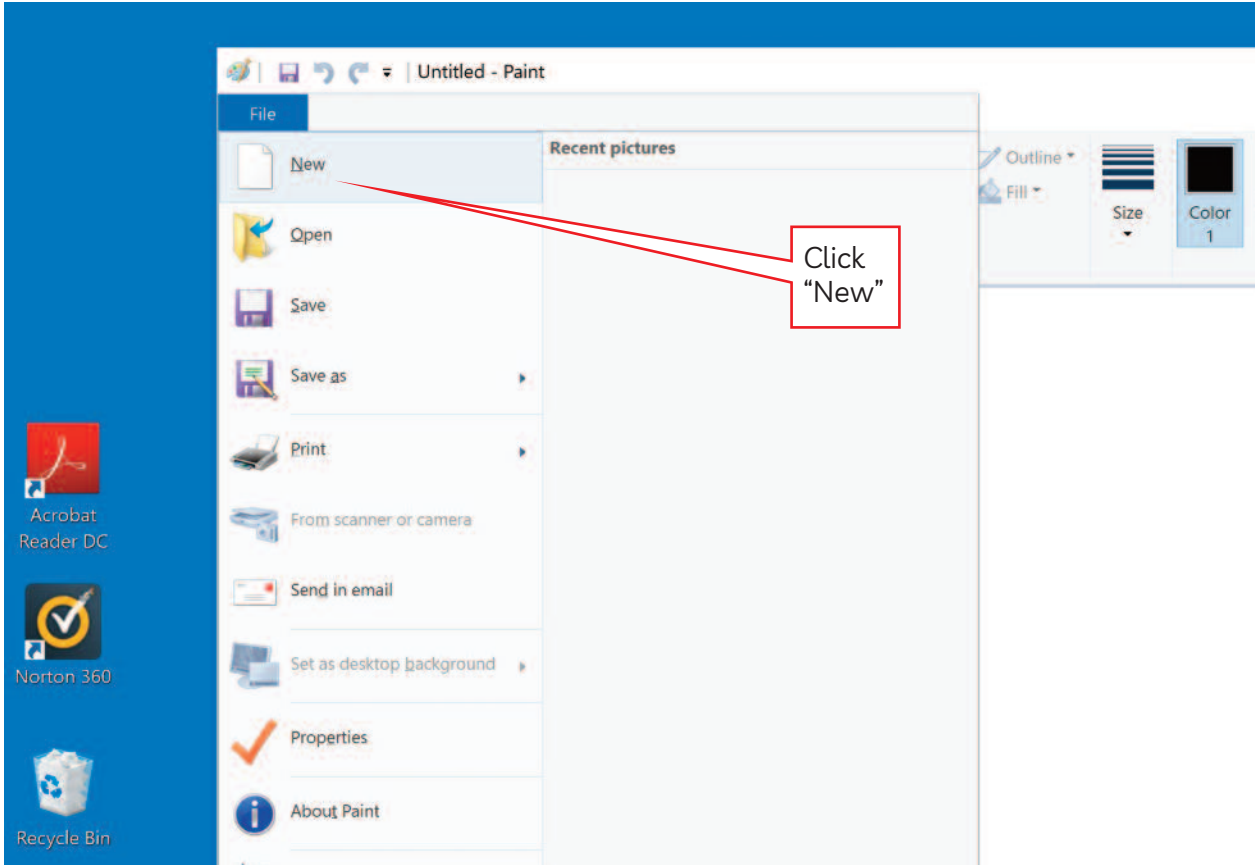 Untitled - Paint
File
New
Recent pictures
Outline
Fill
Size
Color
1
Open
Click
“New”
Save
Save as
Print
From scanner or camera
Send in email
Set as desktop background
Properties
About Paint
Acrobat
Reader DC
Norton 360
Recycle Bin